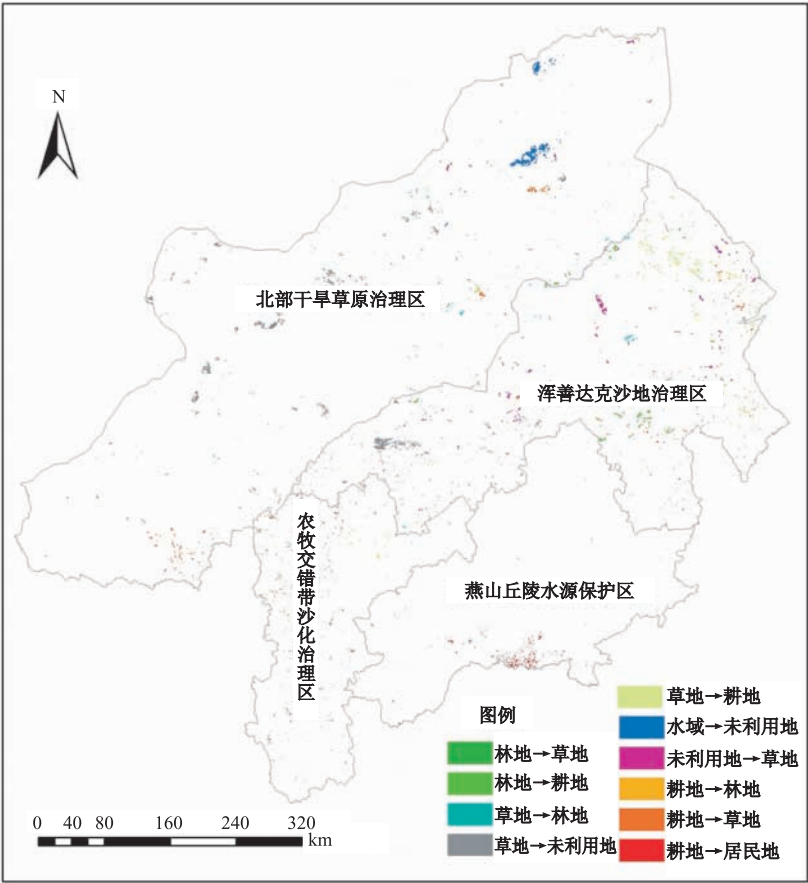 N
北部干旱草原治理区
浑善达克沙地治理区
农牧交错带沙化治理区
燕山丘陵水源保护区
图例
林地→草地
林地→耕地
草地→林地
草地→未利用地
草地→耕地
水域→未利用地
未利用地→草地
耕地→林地
耕地→草地
耕地→居民地
0 40 80 160 240 320
km